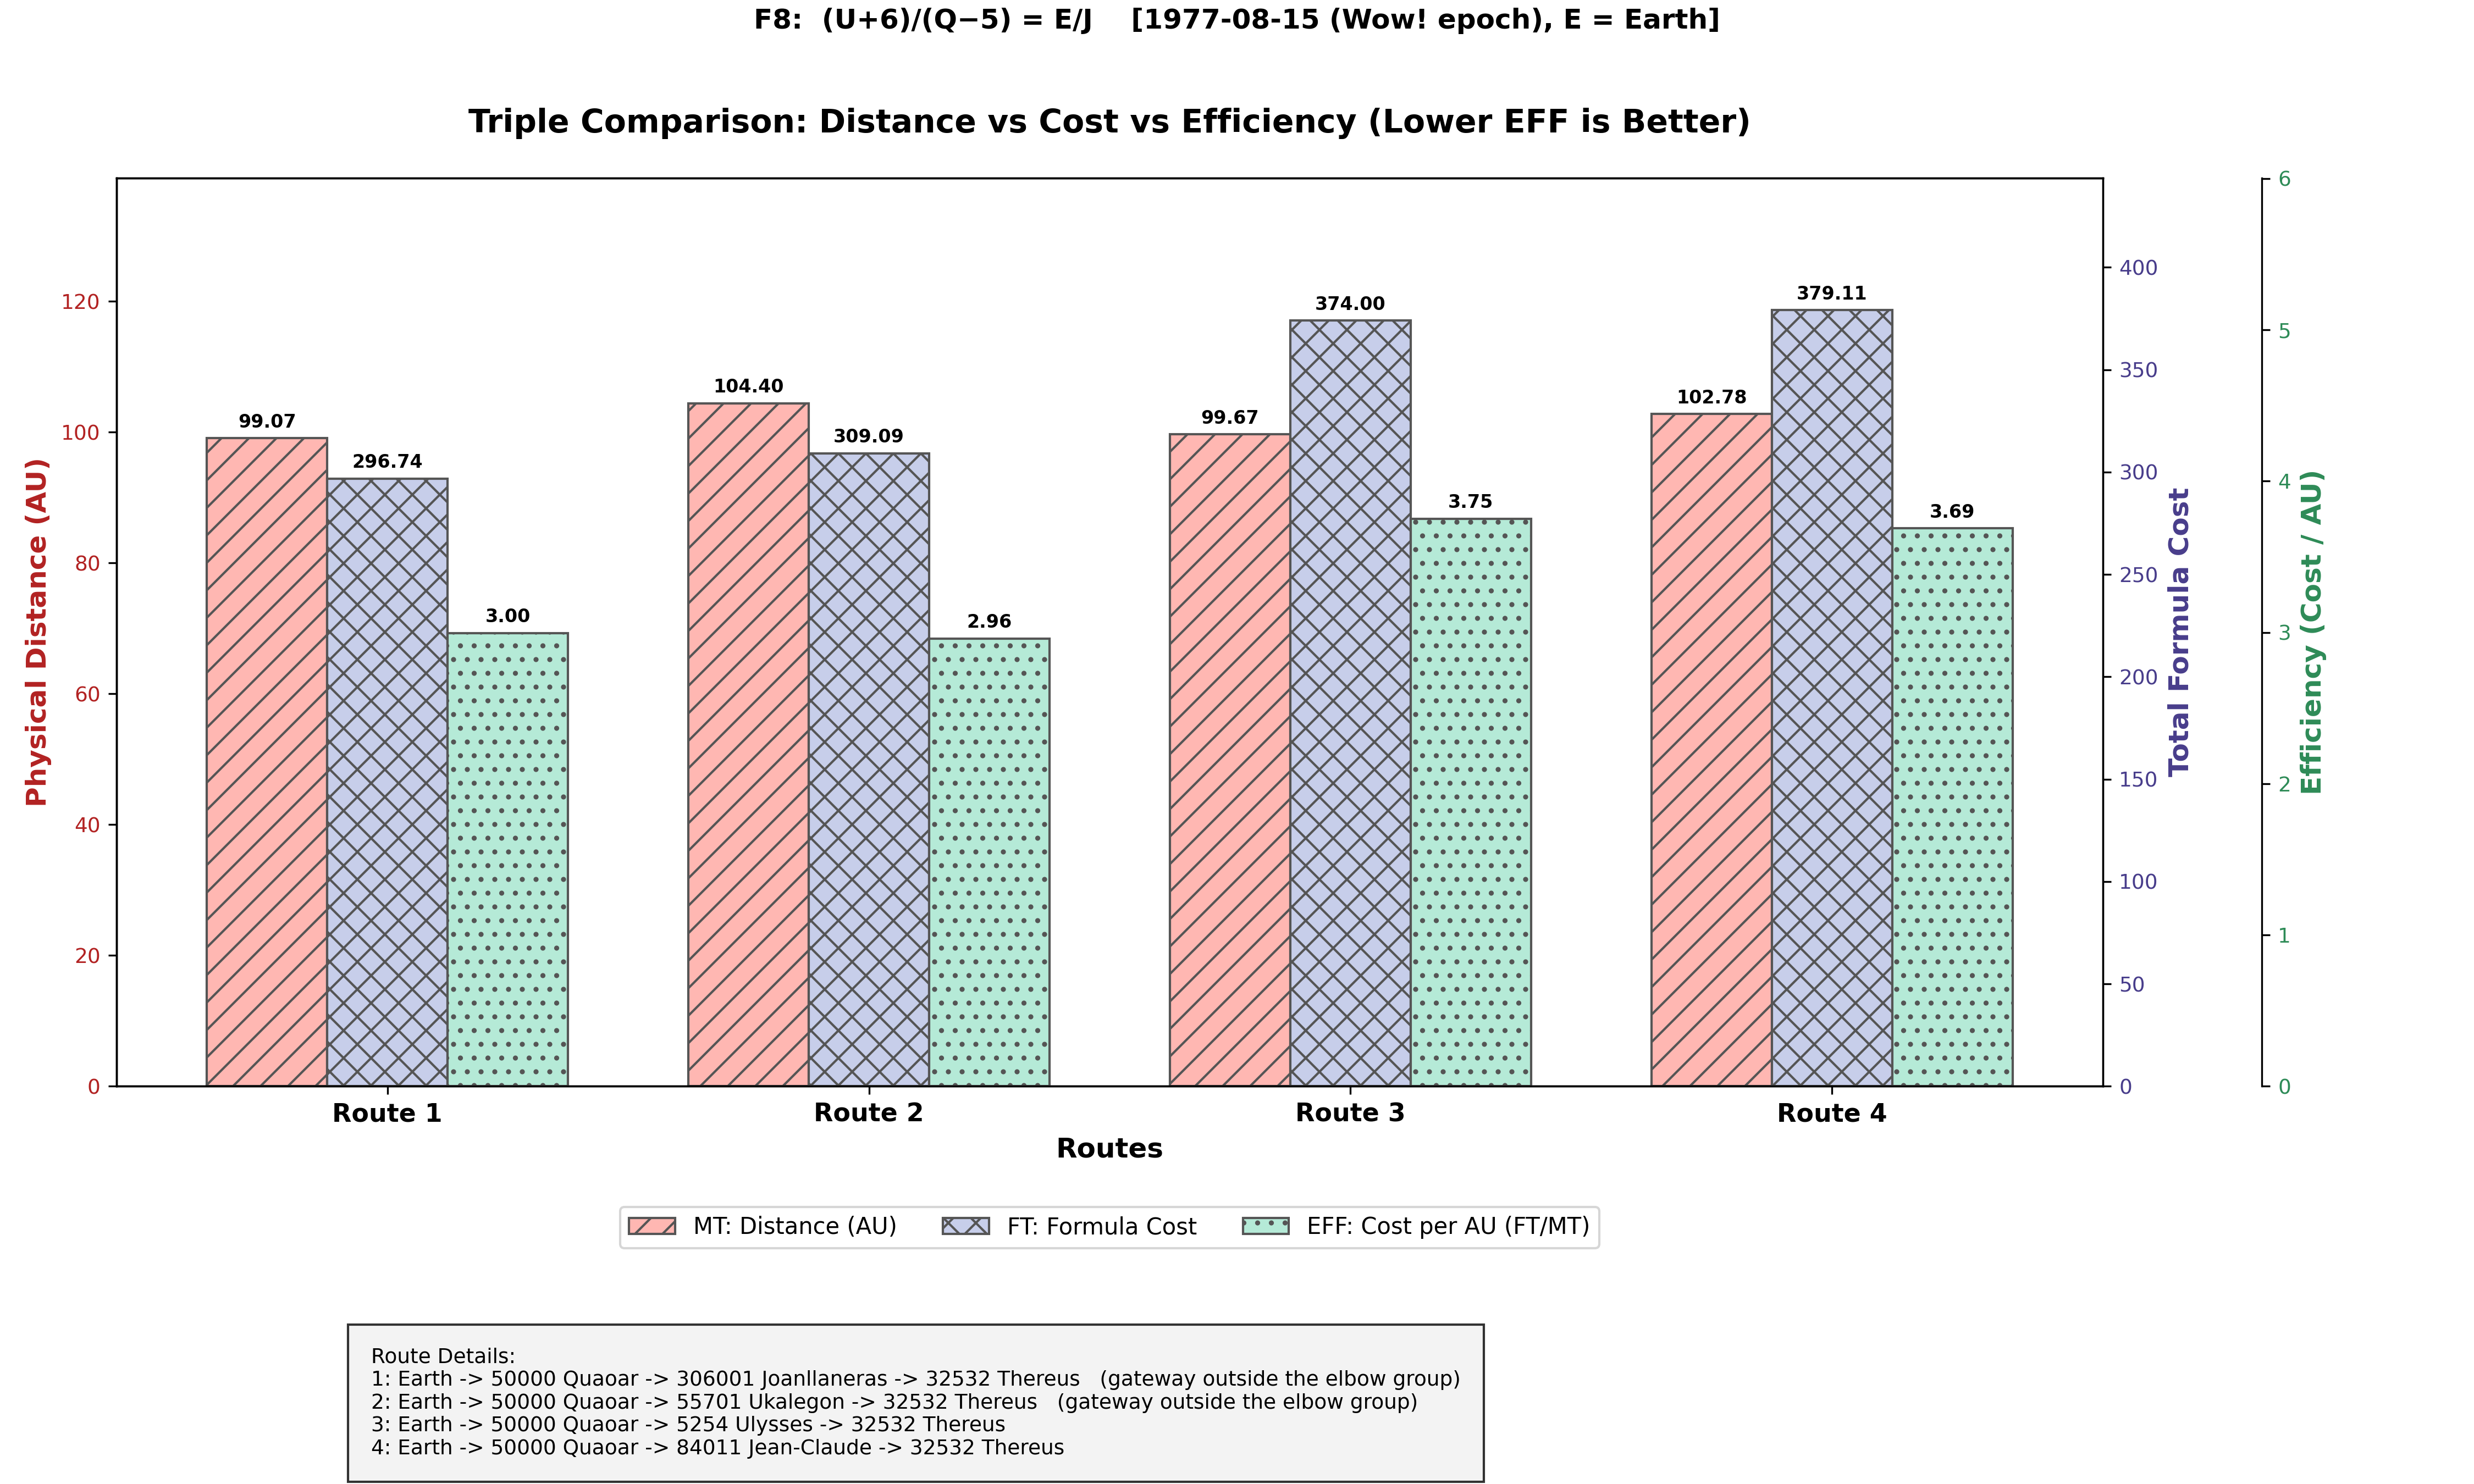 F8:  (U+6)/(Q−5) = E/J    [1977-08-15 (Wow! epoch), E = Earth]
Triple Comparison: Distance vs Cost vs Efficiency (Lower EFF is Better)
Physical Distance (AU)
0
20
40
60
80
100
120
99.07
296.74
3.00
104.40
309.09
2.96
99.67
374.00
3.75
102.78
379.11
3.69
Route 1
Route 2
Route 3
Route 4
Routes
0
50
100
150
200
250
300
350
400
Total Formula Cost
0
1
2
3
4
5
6
Efficiency (Cost / AU)
MT: Distance (AU)
FT: Formula Cost
EFF: Cost per AU (FT/MT)
Route Details:
1: Earth -> 50000 Quaoar -> 306001 Joanllaneras -> 32532 Thereus   (gateway outside the elbow group)
2: Earth -> 50000 Quaoar -> 55701 Ukalegon -> 32532 Thereus   (gateway outside the elbow group)
3: Earth -> 50000 Quaoar -> 5254 Ulysses -> 32532 Thereus
4: Earth -> 50000 Quaoar -> 84011 Jean-Claude -> 32532 Thereus